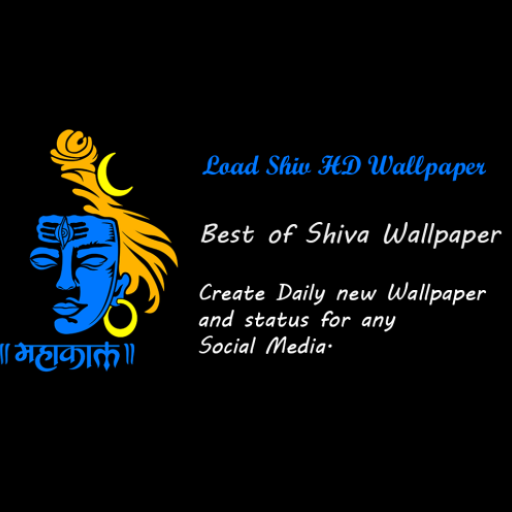 Load Shiv HD Wallpaper
Best of Shiva Wallpaper
Create Daily new Wallpaper
and status for any
Social Media.
॥ महाकाल ॥